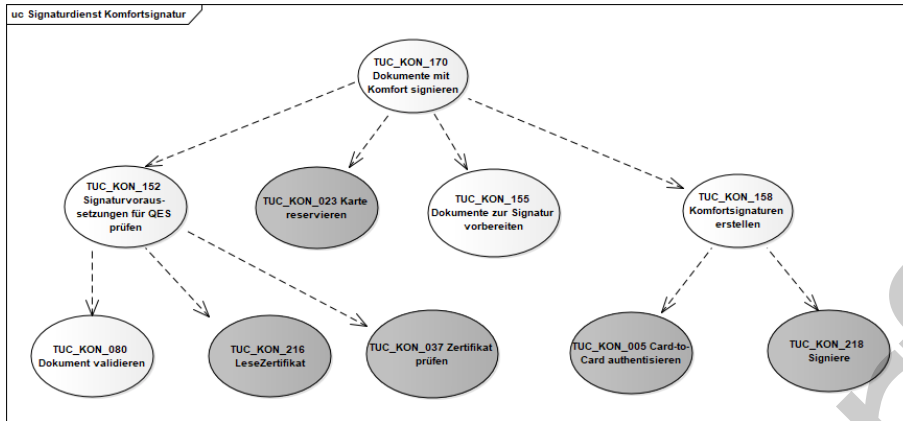 uc Signaturdienst Komfortsignatur
TUC_KON_170
Dokumente mit
Komfort signieren
TUC_KON_152
Signaturvoraus-
setzungen für QES
prüfen
TUC_KON_023 Karte
reservieren
TUC_KON_155
Dokumente zur Signatur
vorbereiten
TUC_KON_158
Komfortsignaturen
erstellen
TUC_KON_080
Dokument validieren
TUC_KON_216
LeseZertifikat
TUC_KON_037 Zertifikat
prüfen
TUC_KON_005 Card-to-
Card authentisieren
TUC_KON_218
Signiere